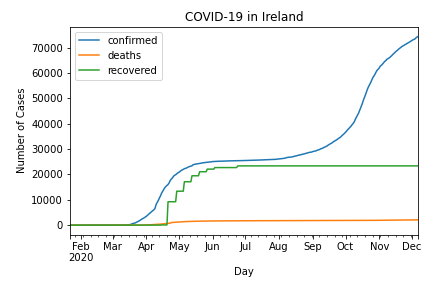 COVID-19 in Ireland
confirmed
deaths
recovered
Number of Cases
70000
60000
50000
40000
30000
20000
10000
0
Feb Mar Apr May Jun Jul Aug Sep Oct Nov Dec
2020
Day